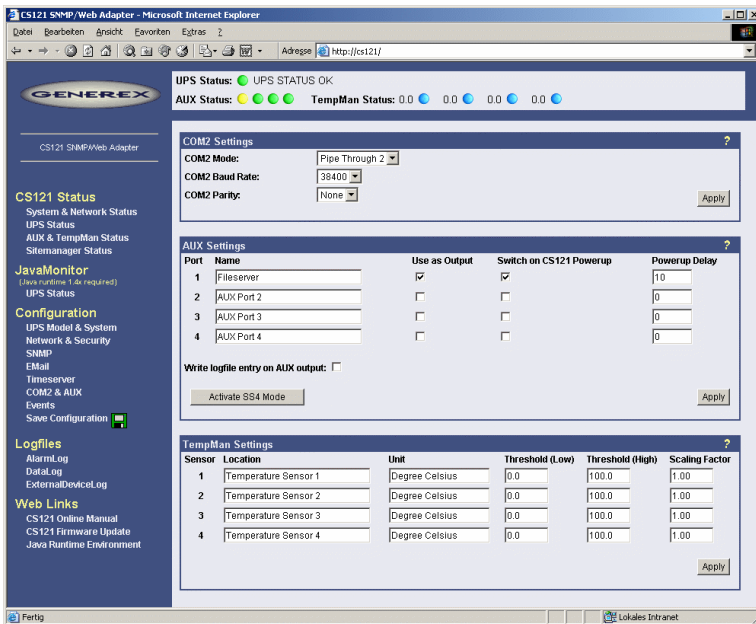 CS121 SNMP/Web Adapter - Microsoft Internet Explorer
Datei Bearbeiten Ansicht Favoriten Extras ?
Adresse http://cs121/
GENEREX
CS121 SNMP/Web Adapter
CS121 Status
System & Network Status
UPS Status
AUX & TempMan Status
Sitemanager Status
JavaMonitor
(Java runtime 1.4x required)
UPS Status
Configuration
UPS Model & System
Network & Security
SNMP
EMail
Timeserver
COM2 & AUX
Events
Save Configuration
Logfiles
AlarmLog
DataLog
ExternalDeviceLog
Web Links
CS121 Online Manual
CS121 Firmware Update
Java Runtime Environment
UPS Status: UPS STATUS OK
AUX Status: TempMan Status: 0.0 0.0 0.0 0.0
COM2 Settings ?
COM2 Mode: Pipe Through 2
COM2 Baud Rate: 38400
COM2 Parity: None
Apply
AUX Settings ?
Port Name Use as Output Switch on CS121 Powerup Powerup Delay
1 Fileserver 10
2 AUX Port 2 0
3 AUX Port 3 0
4 AUX Port 4 0
Write logfile entry on AUX output:
Activate SS4 Mode Apply
TempMan Settings ?
Sensor Location Unit Threshold (Low) Threshold (High) Scaling Factor
1 Temperature Sensor 1 Degree Celsius 0.0 100.0 1.00
2 Temperature Sensor 2 Degree Celsius 0.0 100.0 1.00
3 Temperature Sensor 3 Degree Celsius 0.0 100.0 1.00
4 Temperature Sensor 4 Degree Celsius 0.0 100.0 1.00
Apply
Fertig Lokales Intranet